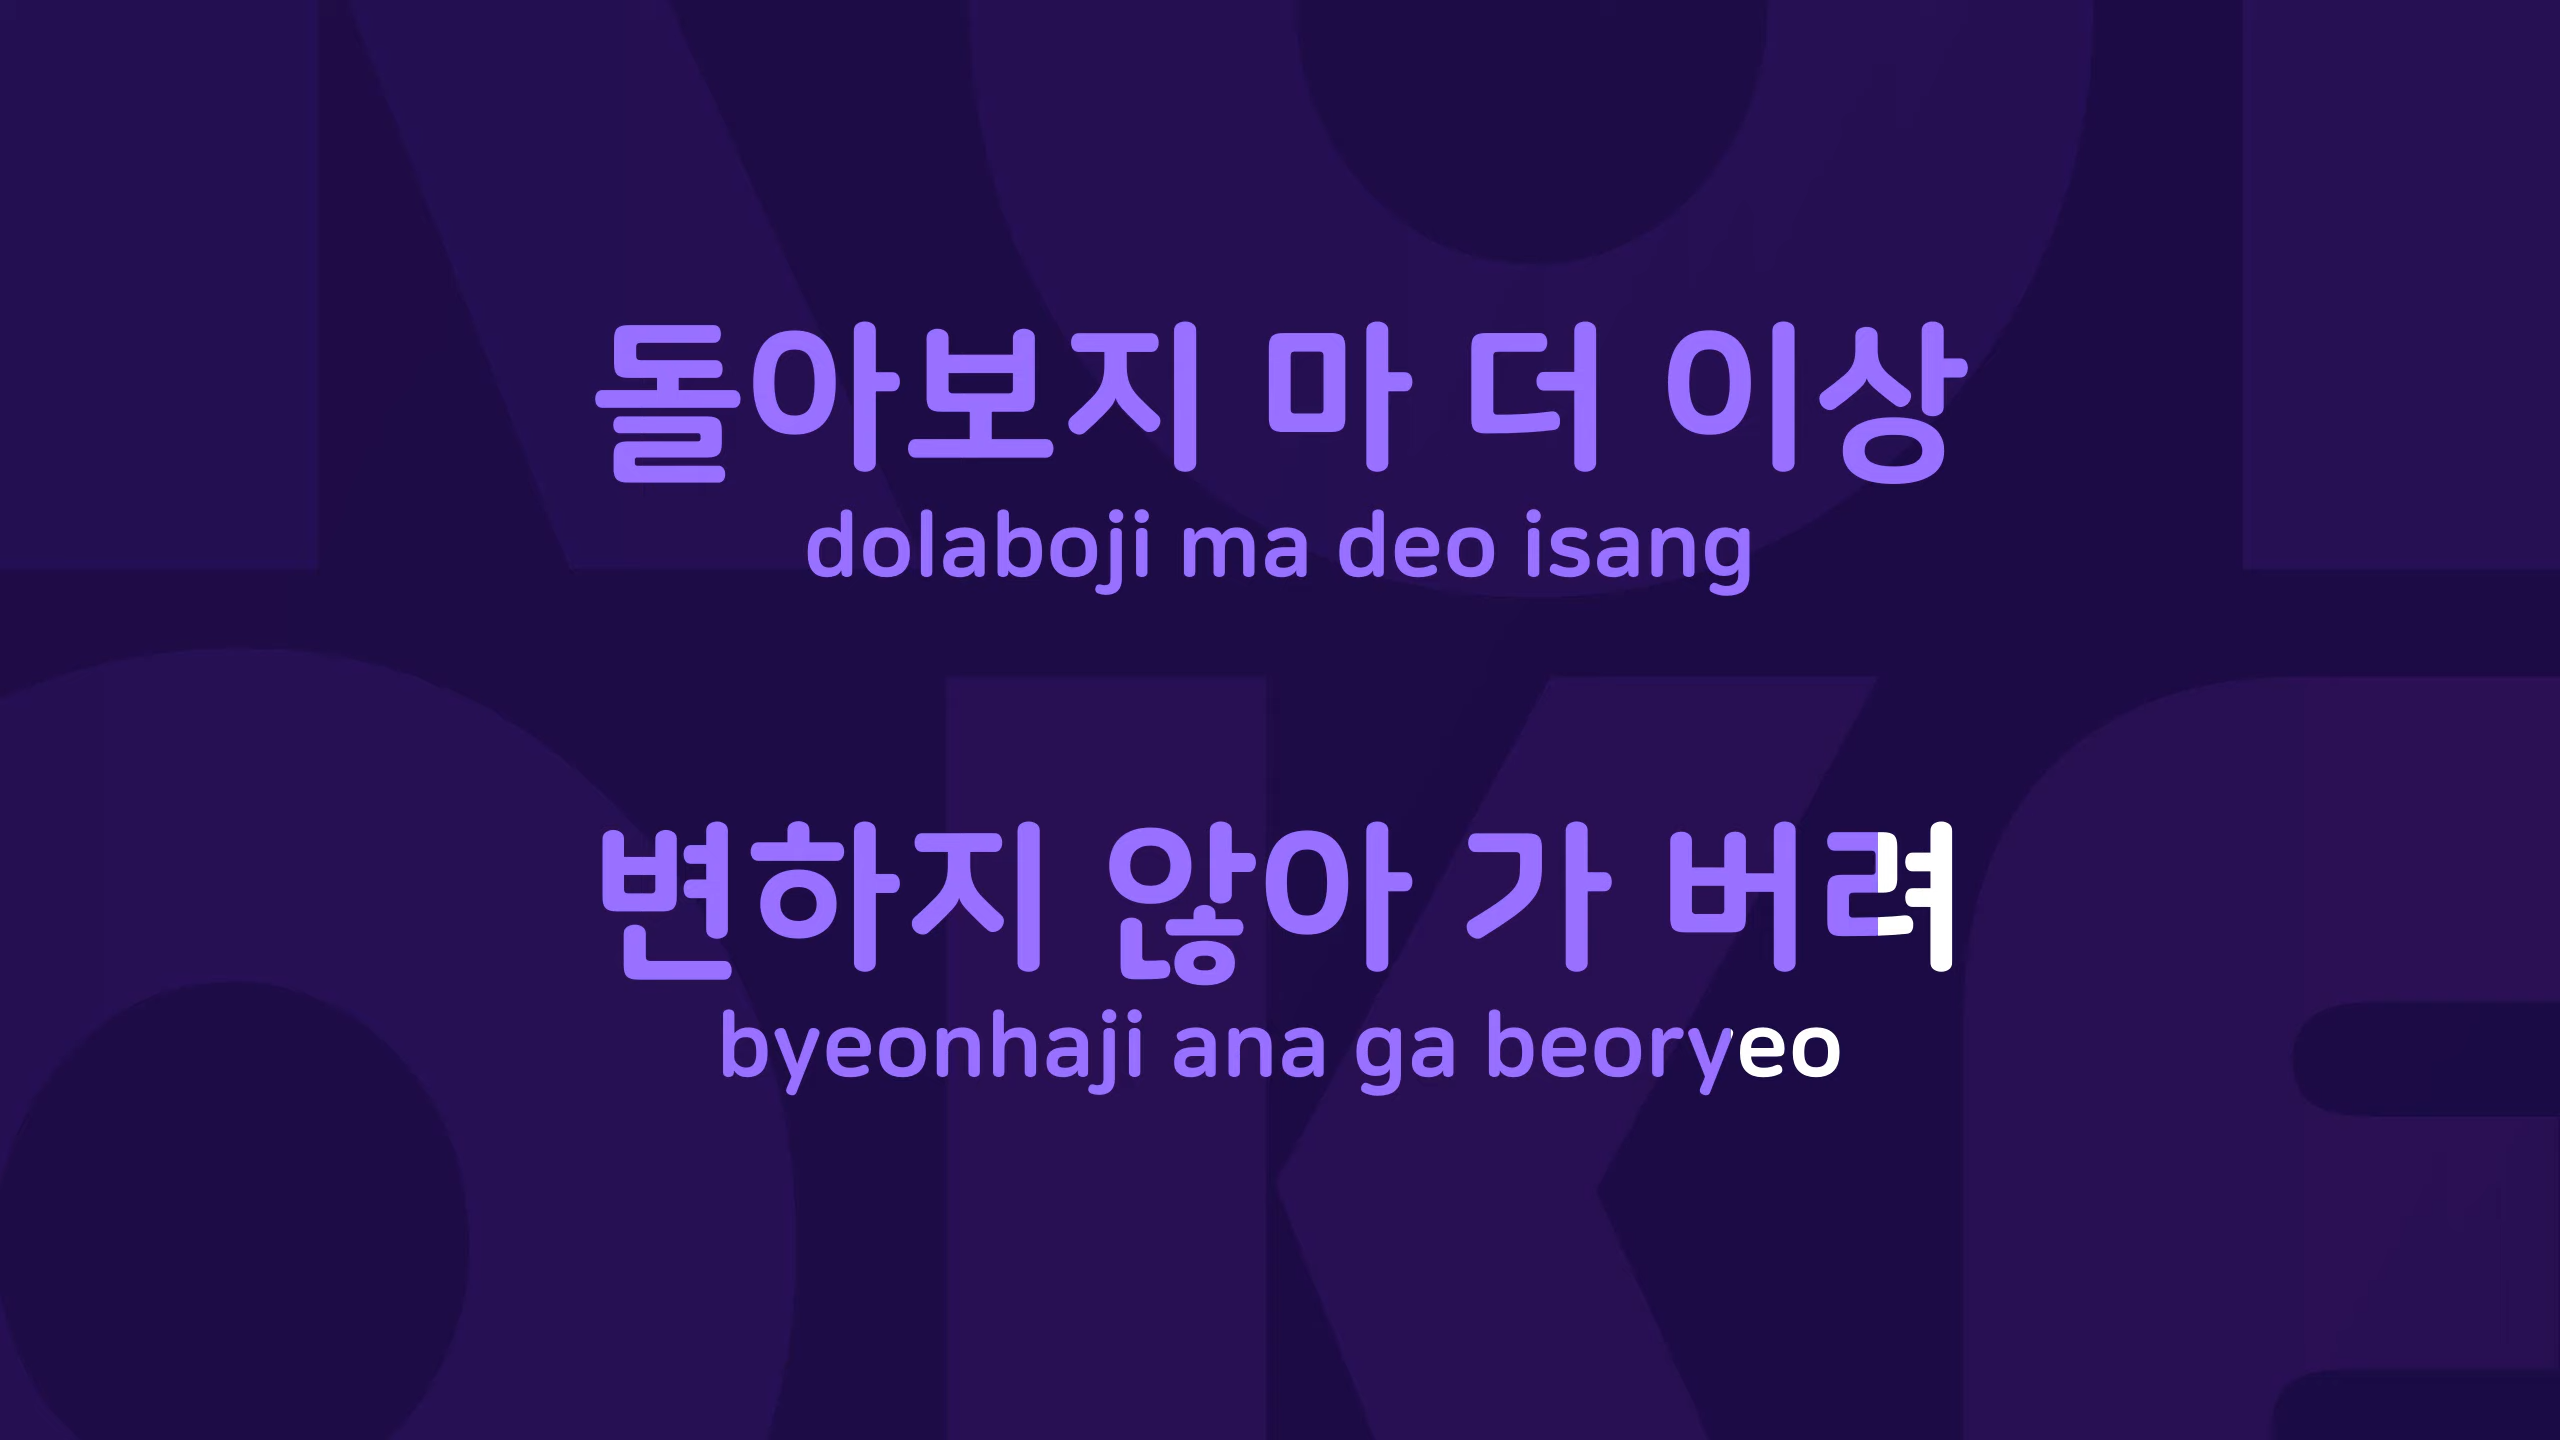 돌아보지 마 더 이상
dolaboji ma deo isang
변하지 않아 가 버려
byeonhaji ana ga beoryeo